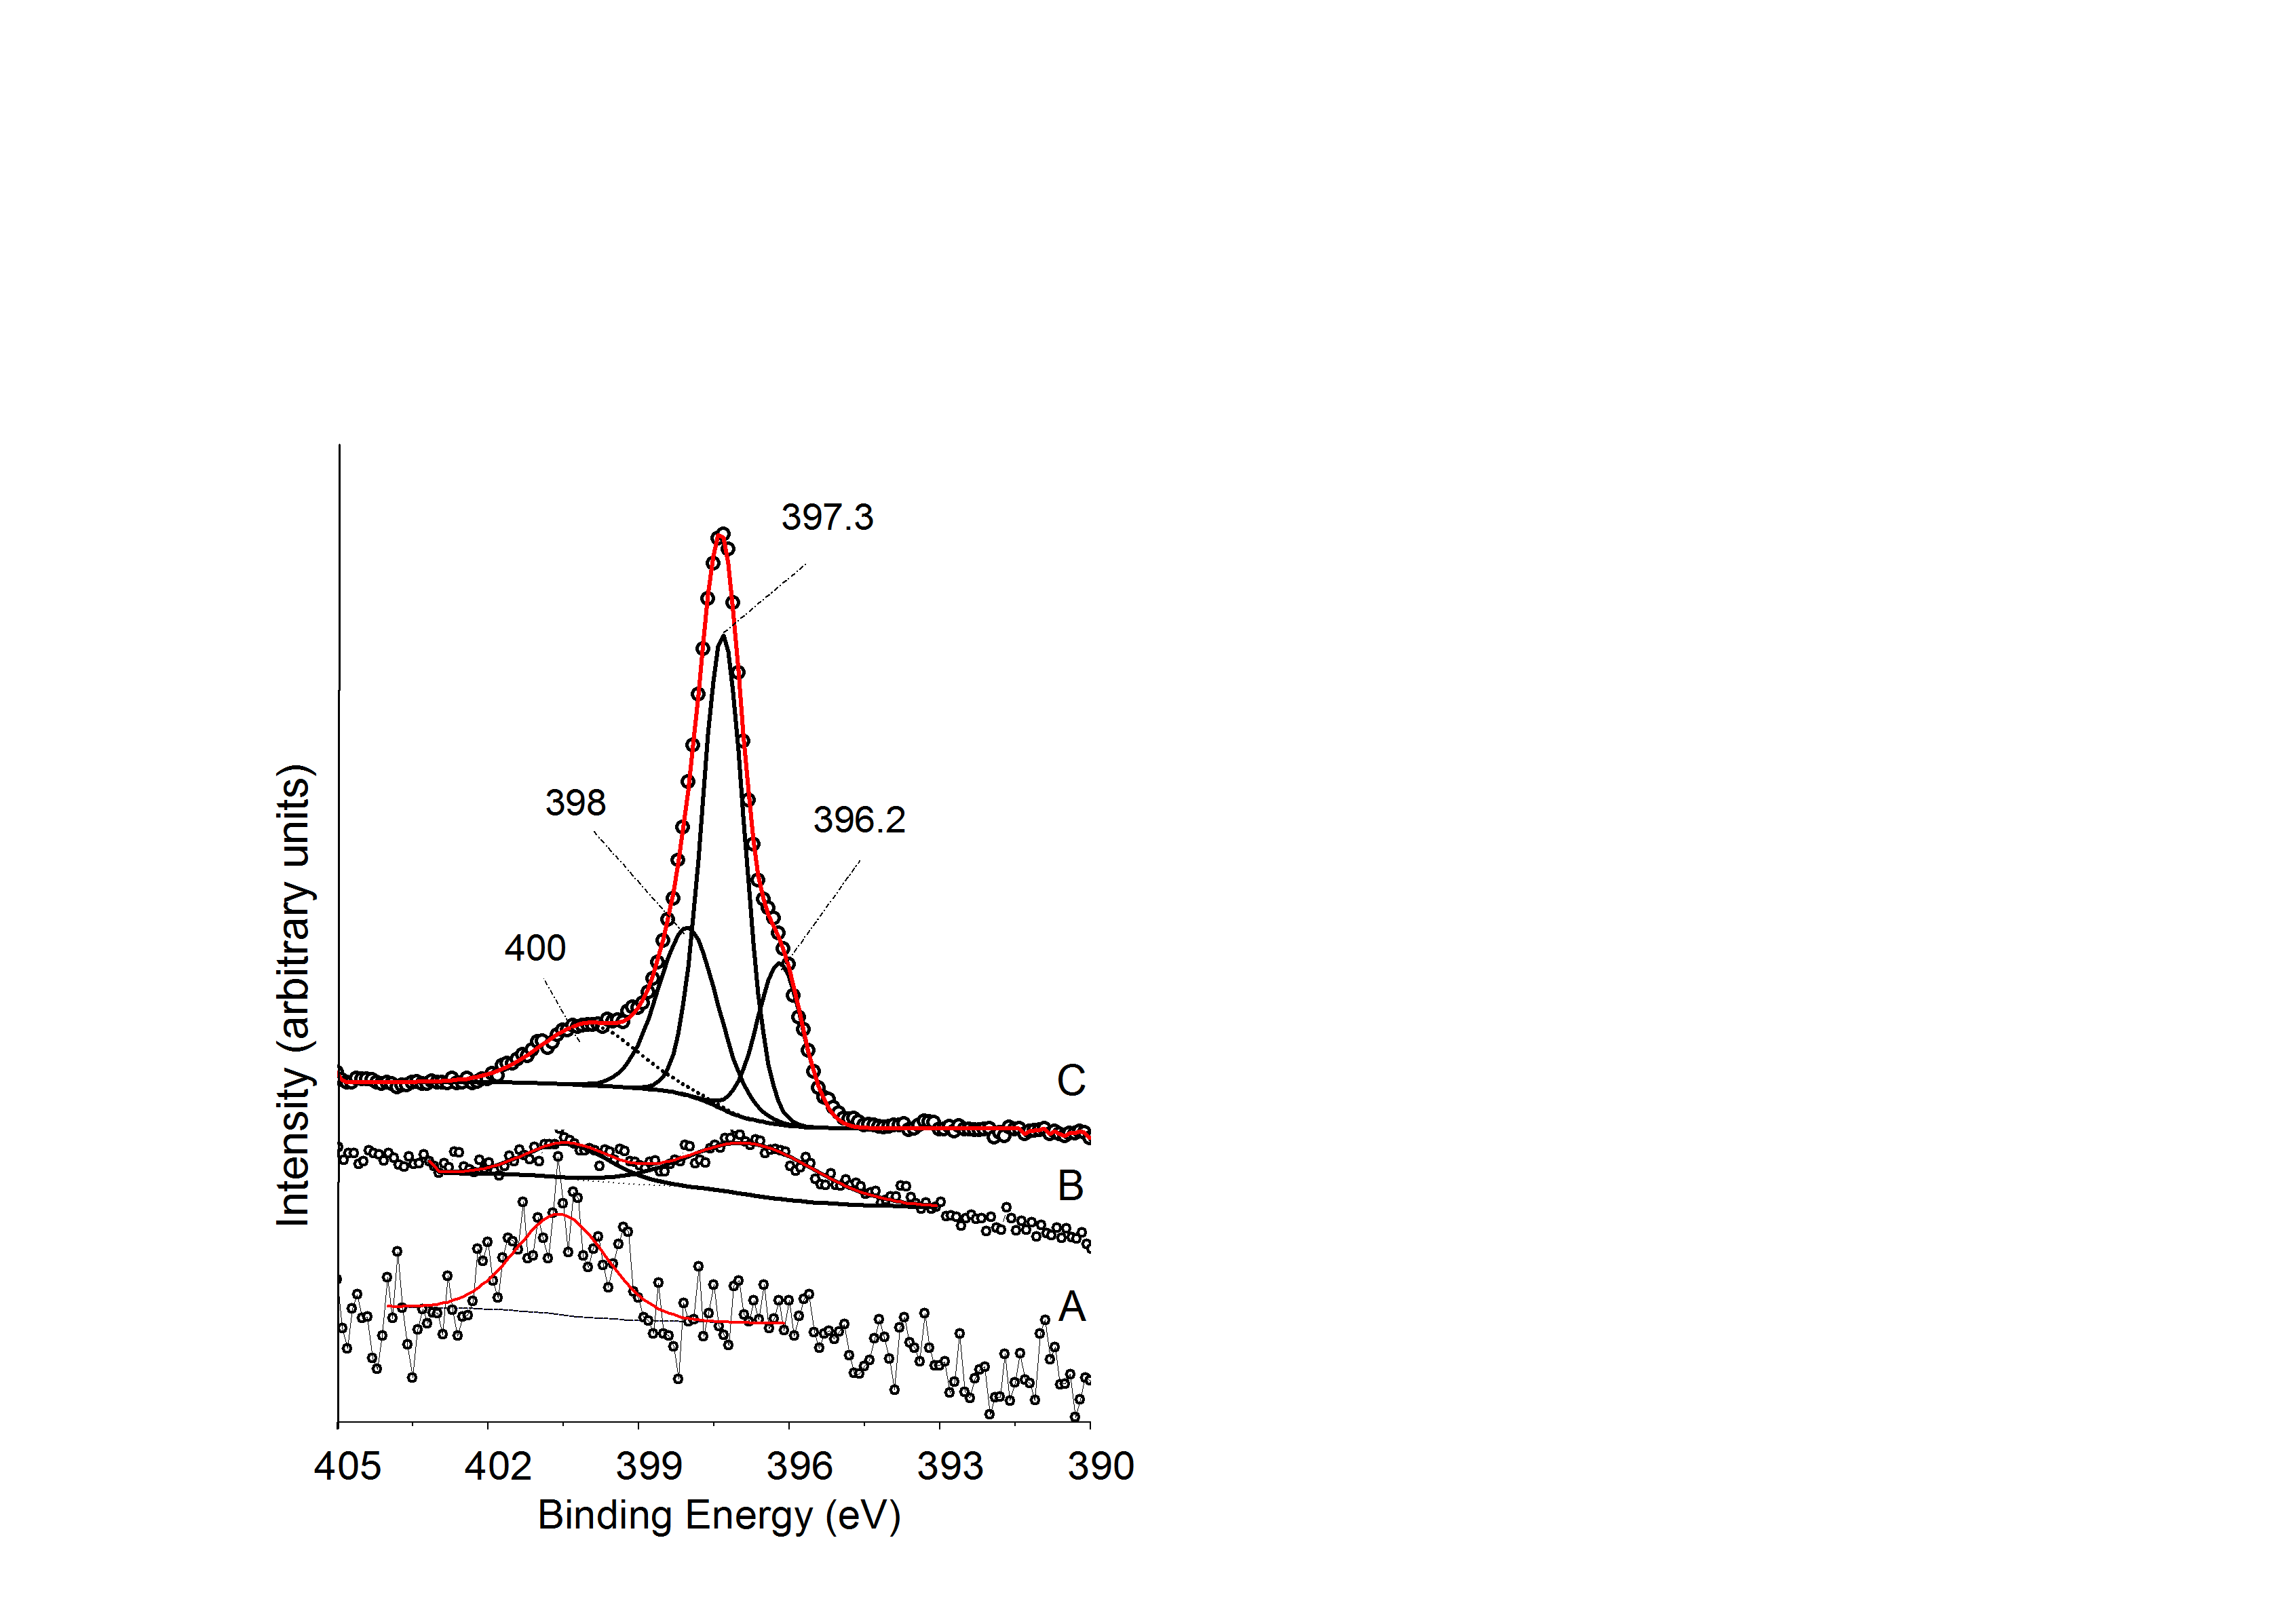 397.3
398
396.2
400
C
B
A
Intensity (arbitrary units)
405 402 399 396 393 390
Binding Energy (eV)